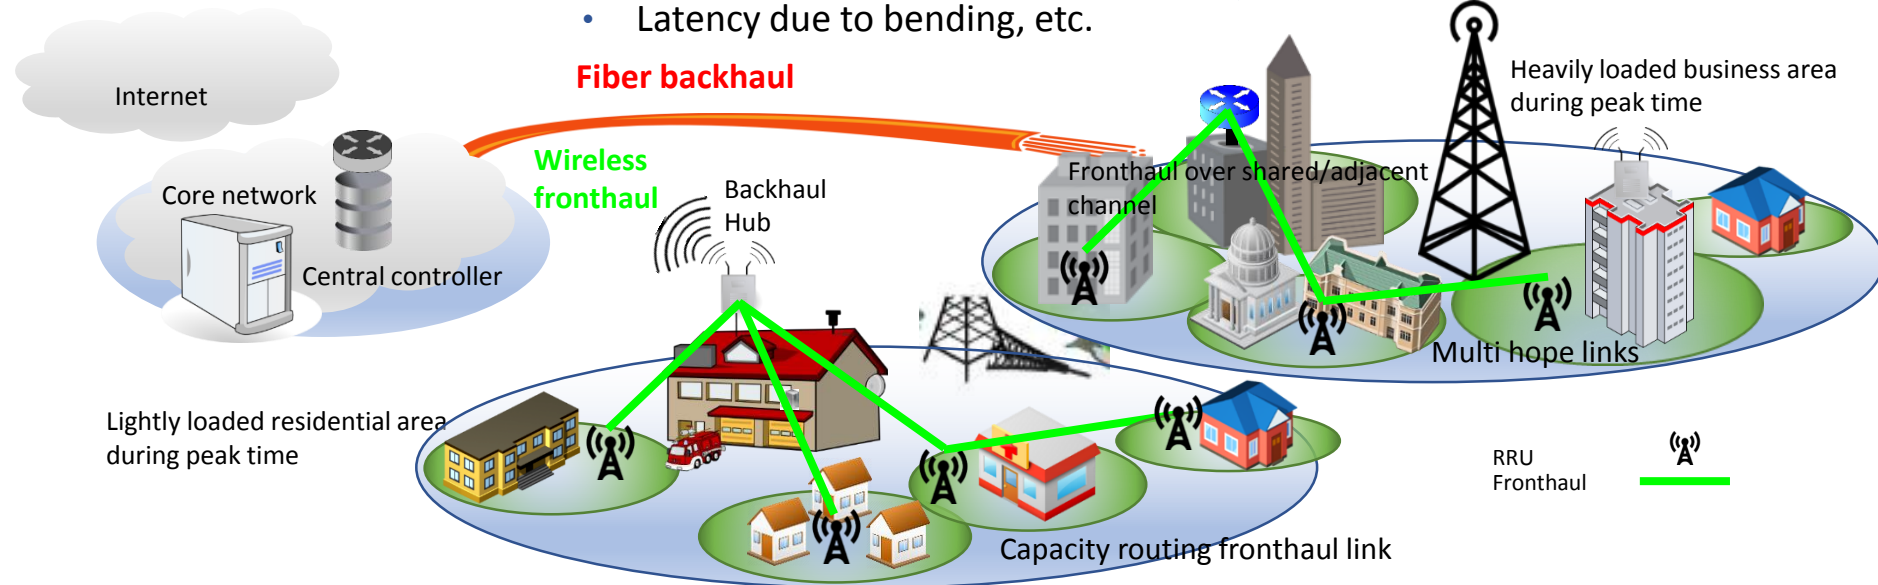 • Latency due to bending, etc.
Fiber backhaul
Internet
Heavily loaded business area
during peak time
Wireless
fronthaul
Core network
Backhaul
Hub
Fronthaul over shared/adjacent
channel
Central controller
Multi hope links
Lightly loaded residential area
during peak time
RRU
Fronthaul
Capacity routing fronthaul link